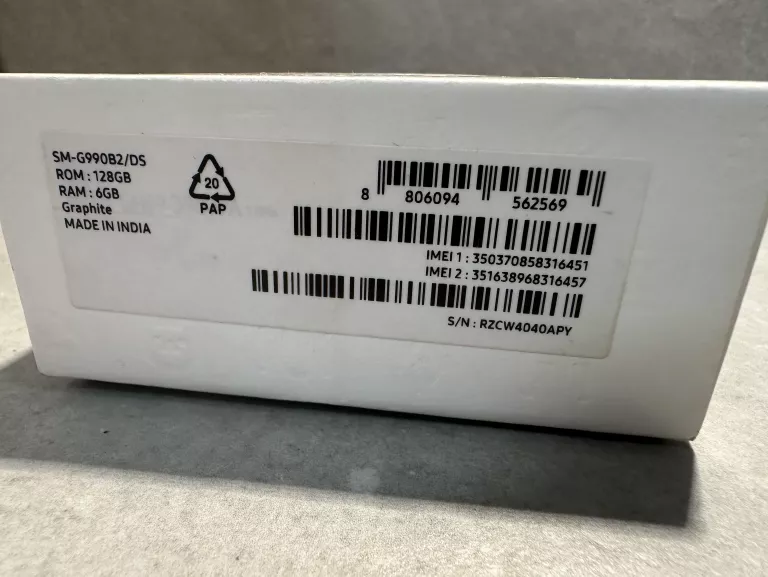 SM-G990B2/DS
ROM : 128GB
RAM : 6GB
Graphite
MADE IN INDIA
20
PAP
8 806094 562569
IMEI 1 : 350370858316451
IMEI 2 : 351638968316457
S/N : RZCW4040APY